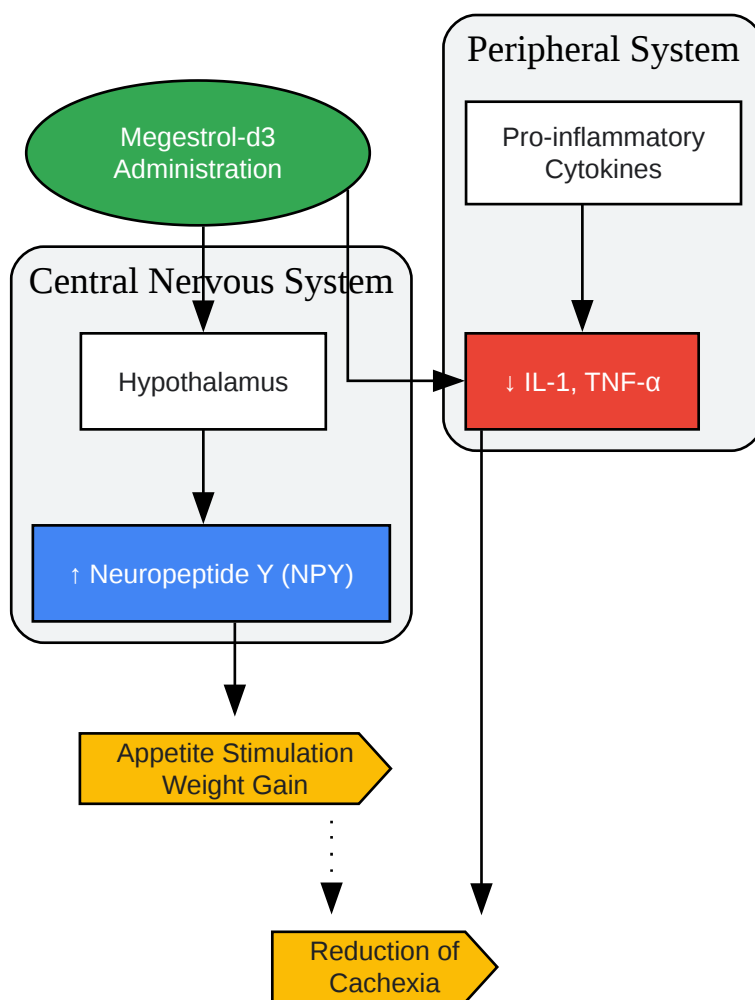 Peripheral System
Megestrol-d3
Administration
Pro-inflammatory
Cytokines
Central Nervous System
Hypothalamus
↓ IL-1, TNF-α
↑ Neuropeptide Y (NPY)
Appetite Stimulation
Weight Gain
Reduction of
Cachexia